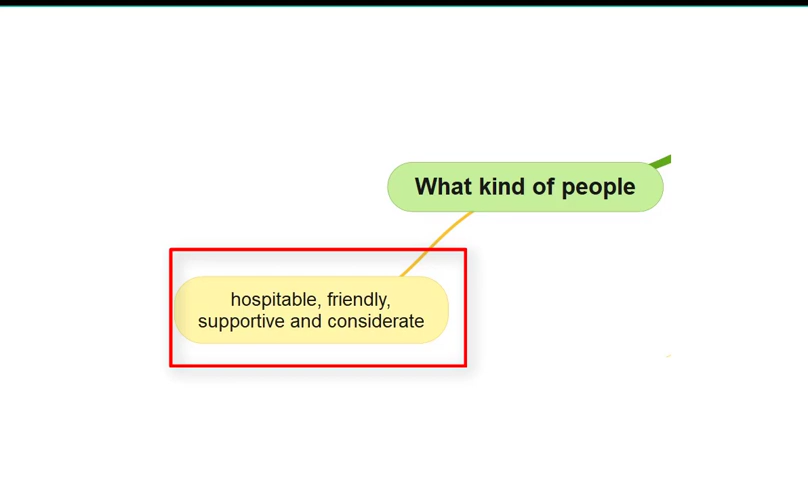 What kind of people
hospitable, friendly,
supportive and considerate